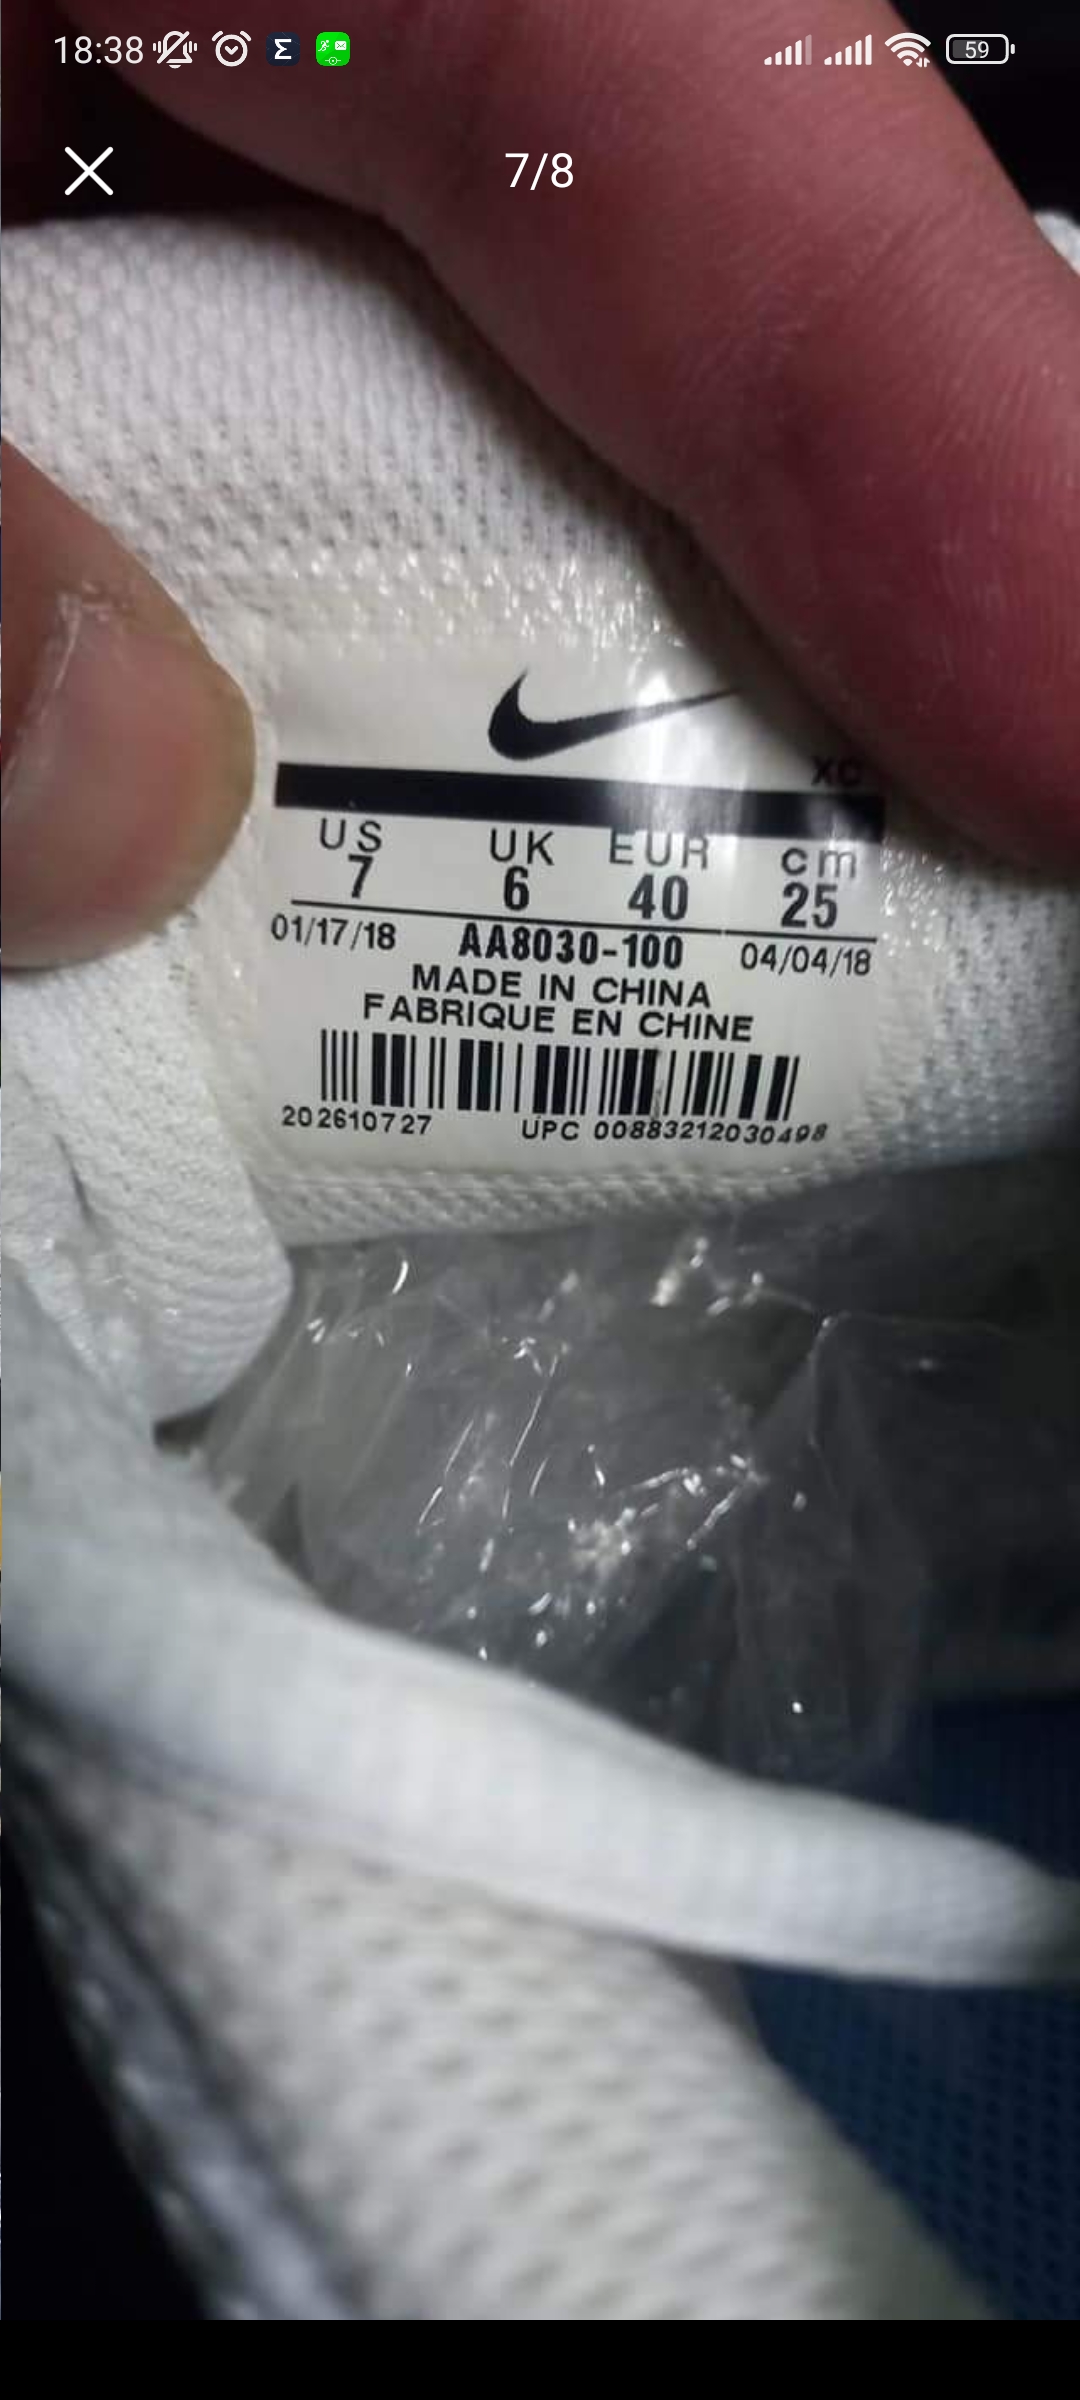 18:38
59
7/8
XC
US UK EUR cm
7 6 40 25
01/17/18 AA8030-100 04/04/18
MADE IN CHINA
FABRIQUE EN CHINE
202610727 UPC 00883212030498